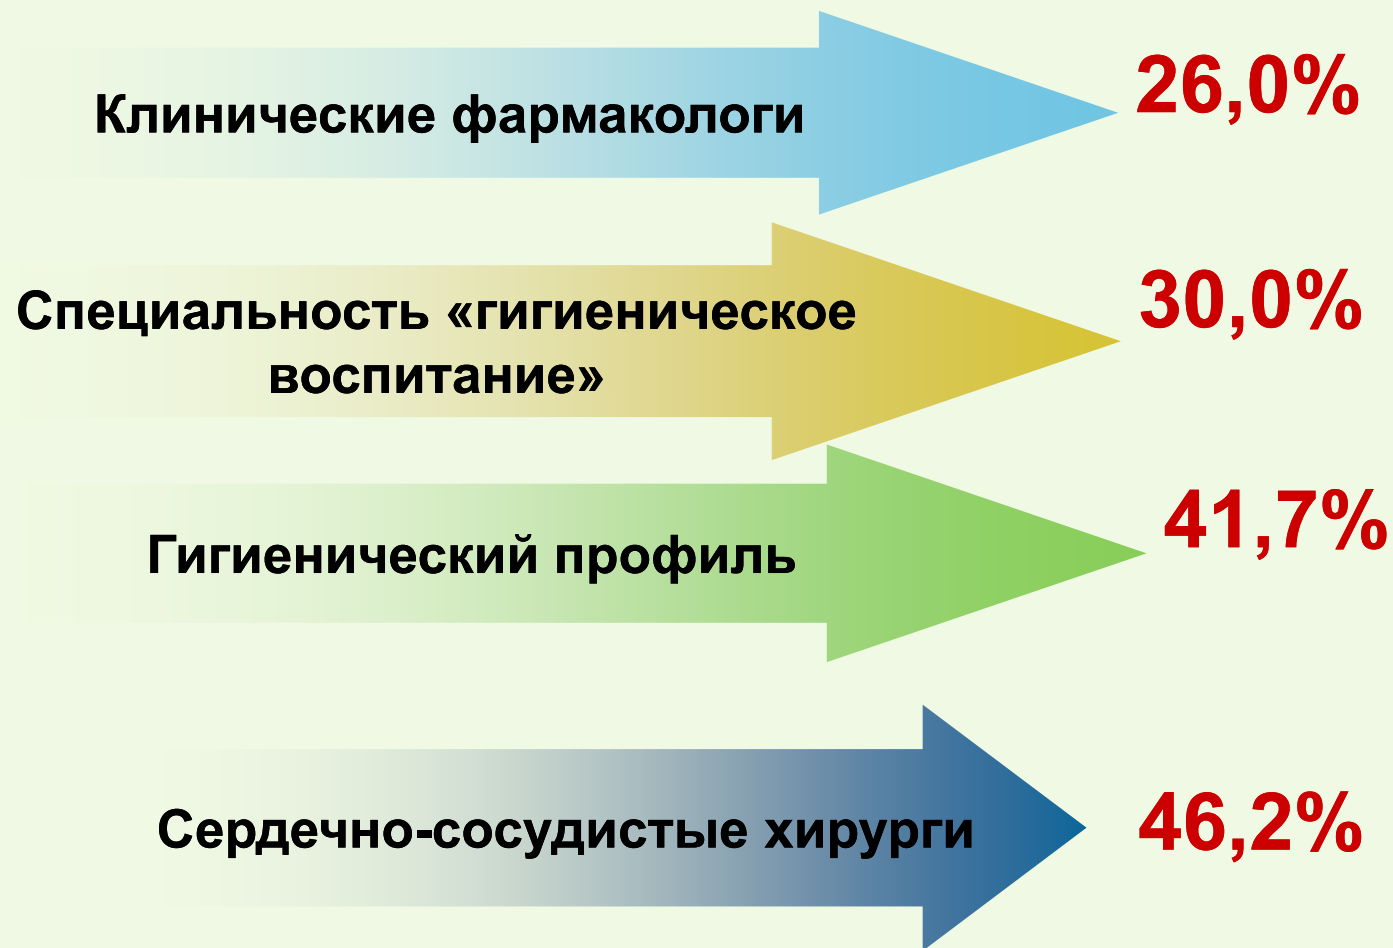 Клинические фармакологи
26,0%
Специальность «гигиеническое
воспитание»
30,0%
Гигиенический профиль
41,7%
Сердечно-сосудистые хирурги
46,2%